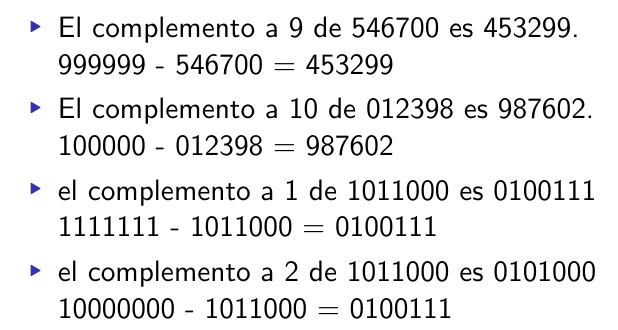 El complemento a 9 de 546700 es 453299.
999999 - 546700 = 453299
El complemento a 10 de 012398 es 987602.
100000 - 012398 = 987602
el complemento a 1 de 1011000 es 0100111
1111111 - 1011000 = 0100111
el complemento a 2 de 1011000 es 0101000
10000000 - 1011000 = 0100111